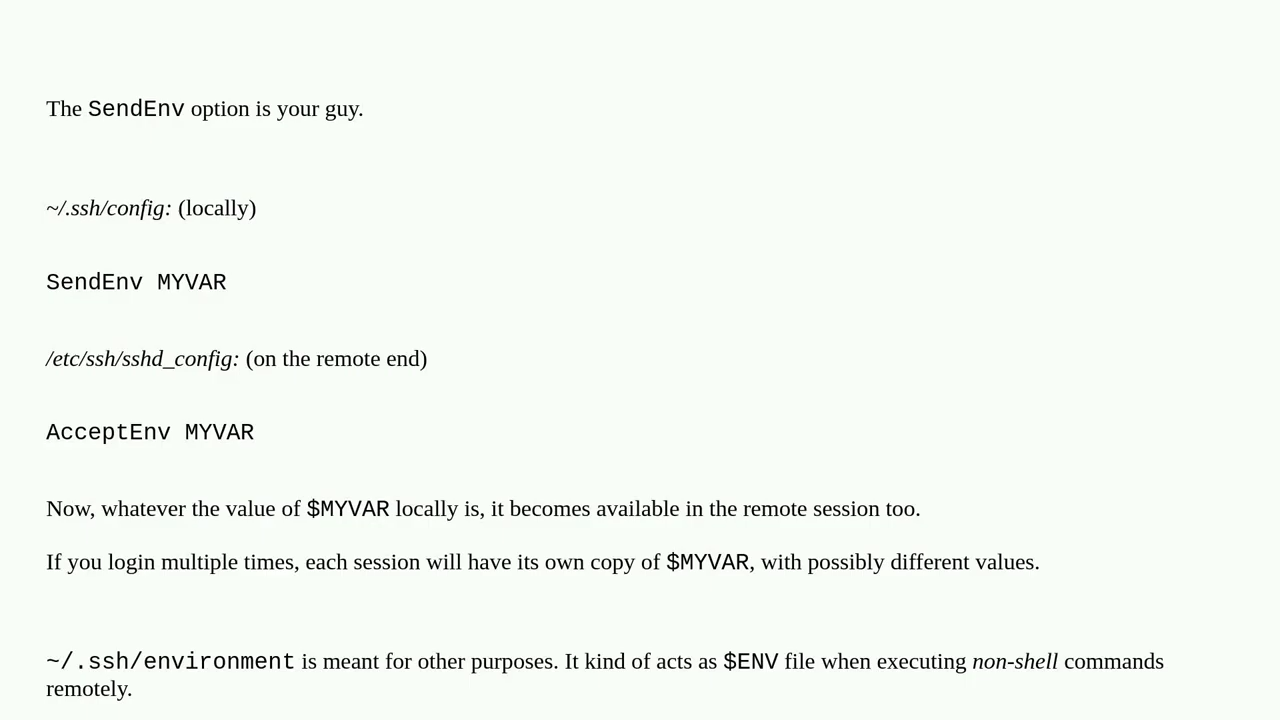 The SendEnv option is your guy.
~/.ssh/config: (locally)
SendEnv MYVAR
/etc/ssh/sshd_config: (on the remote end)
AcceptEnv MYVAR
Now, whatever the value of $MYVAR locally is, it becomes available in the remote session too.
If you login multiple times, each session will have its own copy of $MYVAR, with possibly different values.
~/.ssh/environment is meant for other purposes. It kind of acts as $ENV file when executing non-shell commands
remotely.